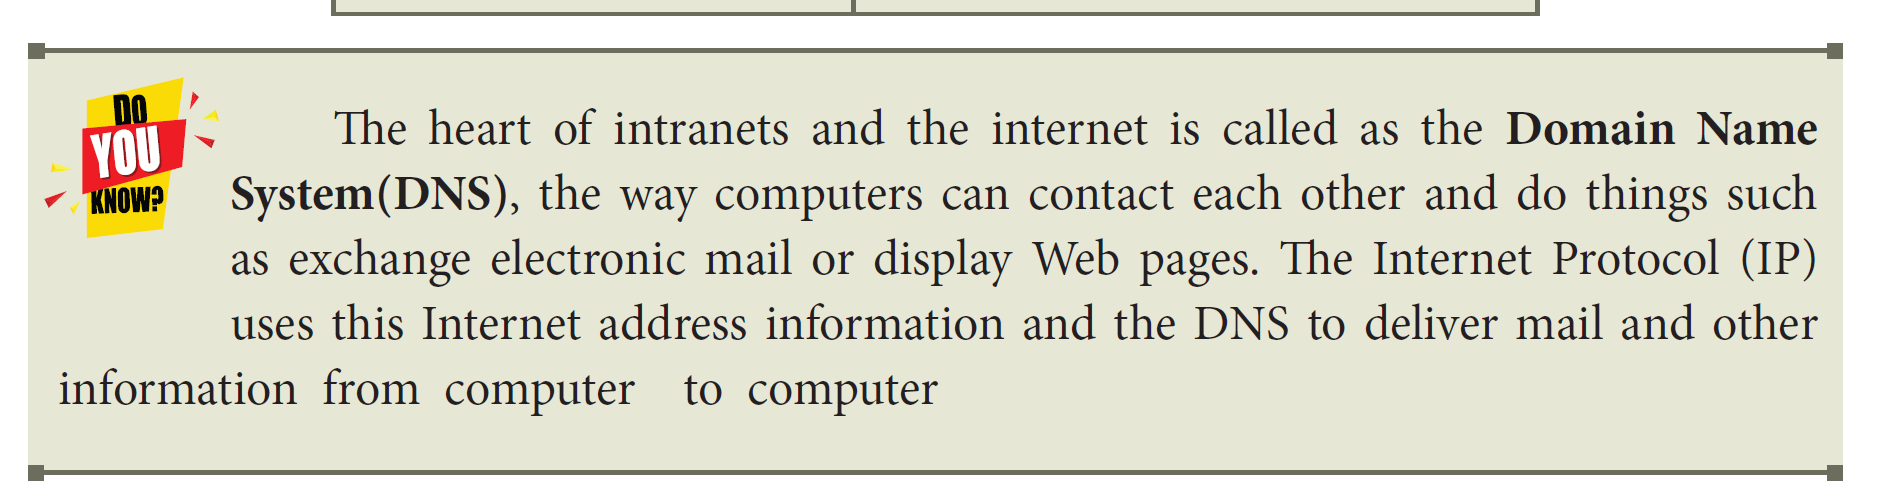 DO
YOU
KNOW?
The heart of intranets and the internet is called as the Domain Name
System(DNS), the way computers can contact each other and do things such
as exchange electronic mail or display Web pages. The Internet Protocol (IP)
uses this Internet address information and the DNS to deliver mail and other
information from computer to computer